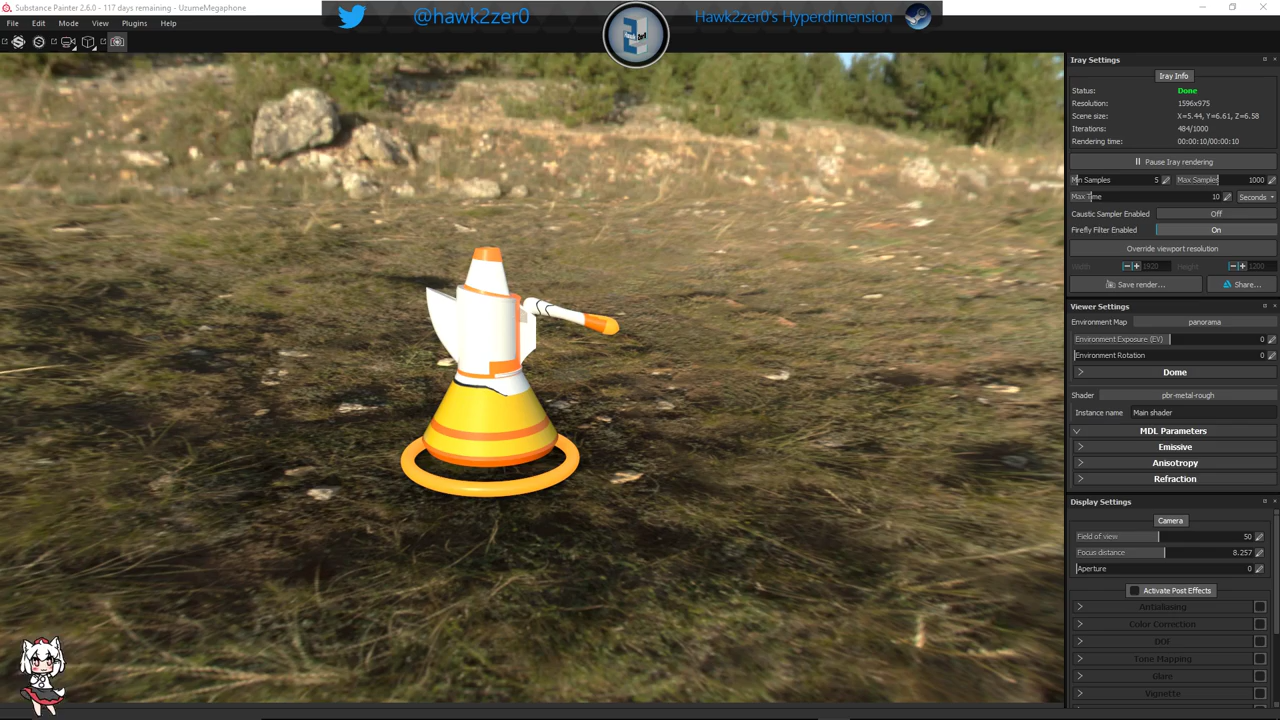 Substance Painter 2.6.0 - 117 days remaining - UzumeMegaphone
@hawk2zer0
Hawk2zer0's Hyperdimension
File Edit Mode View Plugins Help
Iray Settings
Iray Info
Status: Done
Resolution: 1596x975
Scene size: X=5.44, Y=6.61, Z=6.58
Iterations: 484/1000
Rendering time: 00:00:10/00:00:10
Pause Iray rendering
Min Samples 5 Max Samples 1000
Max Time 10 Seconds
Caustic Sampler Enabled Off
Firefly Filter Enabled On
Override viewport resolution
Width 1920 Height 1200
Save render... Share...
Viewer Settings
Environment Map panorama
Environment Exposure (EV) 0
Environment Rotation 0
Dome
Shader pbr-metal-rough
Instance name Main shader
MDL Parameters
Emissive
Anisotropy
Refraction
Display Settings
Camera
Field of view 50
Focus distance 8.257
Aperture 0
Activate Post Effects
Antialiasing
Color Correction
DOF
Tone Mapping
Glare
Vignette